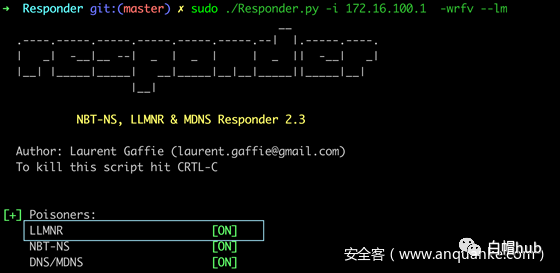 ➜ Responder git:(master) ✗ sudo ./Responder.py -i 172.16.100.1 -wrfv --lm
NBT-NS, LLMNR & MDNS Responder 2.3
Author: Laurent Gaffie (laurent.gaffie@gmail.com)
To kill this script hit CRTL-C
[+] Poisoners:
LLMNR [ON]
NBT-NS [ON]
DNS/MDNS [ON]
安全客（www.anquanke.com）
白帽hub